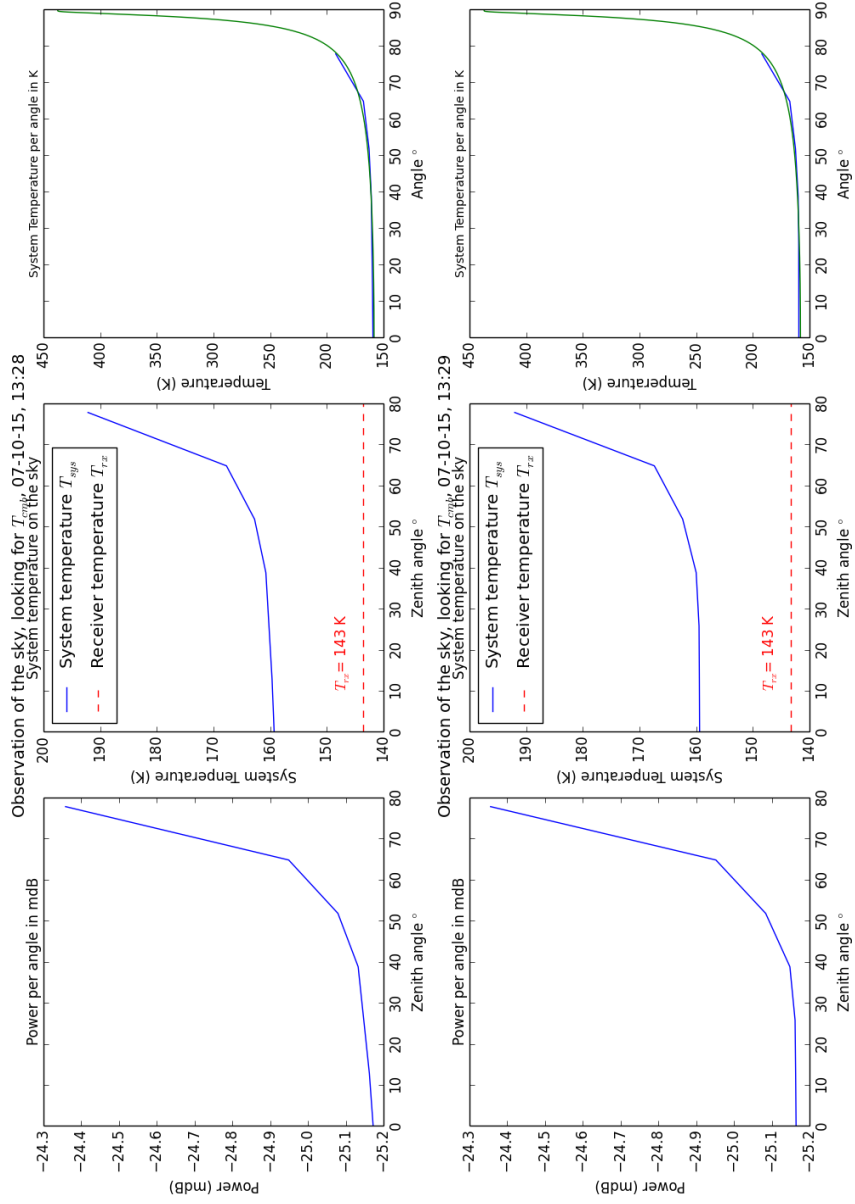 Observation of the sky, looking for T_cmb, 07-10-15, 13:28
Power per angle in mdB
Power (mdB)
−24.3
−24.4
−24.5
−24.6
−24.7
−24.8
−24.9
−25.0
−25.1
−25.2
0 10 20 30 40 50 60 70 80
Zenith angle °
System temperature on the sky
System Tenperature (K)
200
190
180
170
160
150
140
System temperature T_sys
Receiver temperature T_rx
T_rx = 143 K
0 10 20 30 40 50 60 70 80
Zenith angle °
System Temperature per angle in K
Tenperature (K)
450
400
350
300
250
200
150
0 10 20 30 40 50 60 70 80 90
Angle °
Observation of the sky, looking for T_cmb, 07-10-15, 13:29
Power per angle in mdB
Power (mdB)
−24.3
−24.4
−24.5
−24.6
−24.7
−24.8
−24.9
−25.0
−25.1
−25.2
0 10 20 30 40 50 60 70 80
Zenith angle °
System temperature on the sky
System Tenperature (K)
200
190
180
170
160
150
140
System temperature T_sys
Receiver temperature T_rx
T_rx = 143 K
0 10 20 30 40 50 60 70 80
Zenith angle °
System Temperature per angle in K
Tenperature (K)
450
400
350
300
250
200
150
0 10 20 30 40 50 60 70 80 90
Angle °